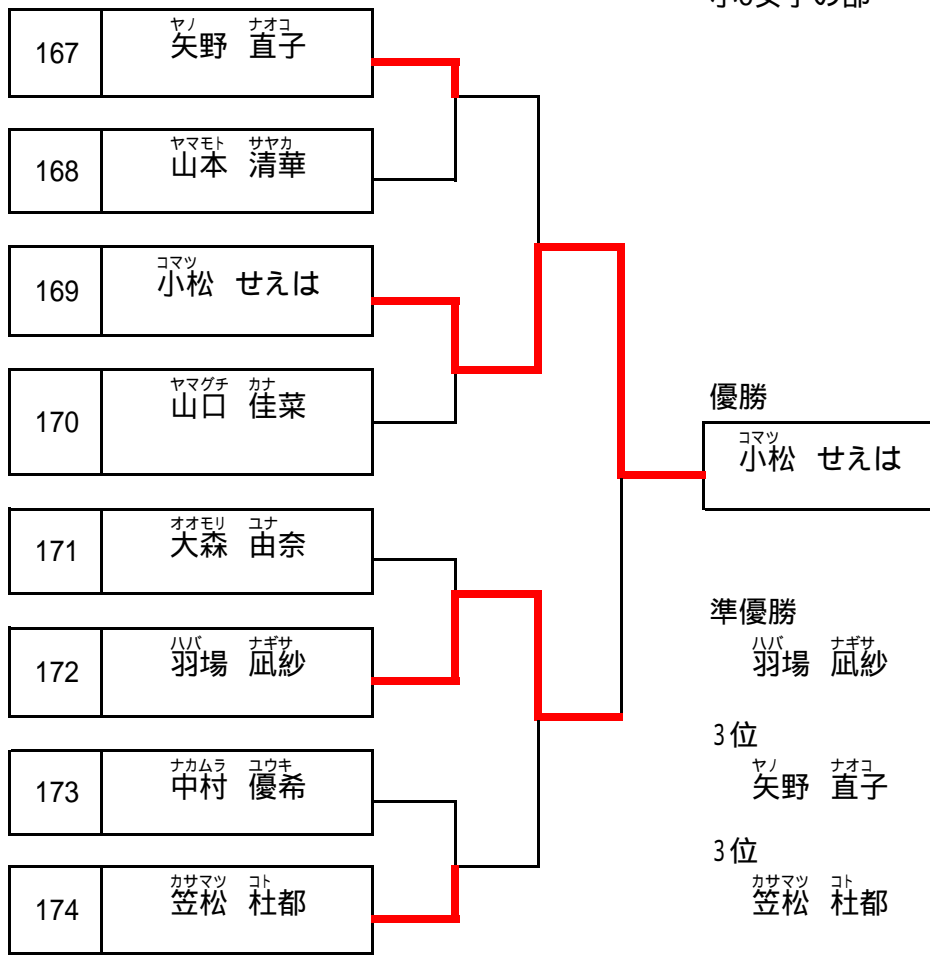 ヤノ ナオコ
167 矢野 直子
ヤマモト サヤカ
168 山本 清華
コマツ
169 小松 せえは
ヤマグチ カナ
170 山口 佳菜
オオモリ ユナ
171 大森 由奈
ハバ ナギサ
172 羽場 凪紗
ナカムラ ユウキ
173 中村 優希
カサマツ コト
174 笠松 杜都
優勝
コマツ
小松 せえは
準優勝
ハバ ナギサ
羽場 凪紗
3位
ヤノ ナオコ
矢野 直子
3位
カサマツ コト
笠松 杜都